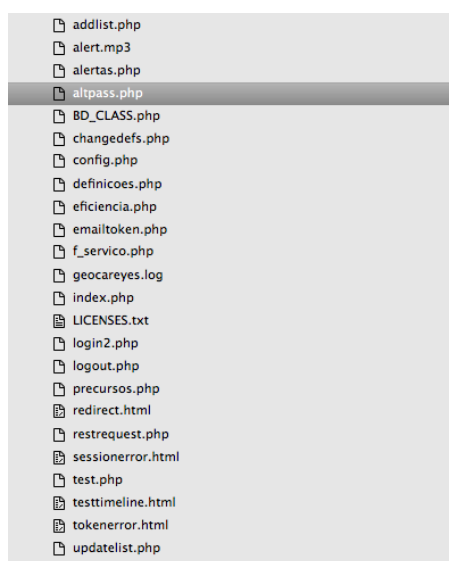 addlist.php
alert.mp3
alertas.php
altpass.php
BD_CLASS.php
changedefs.php
config.php
definicoes.php
eficiencia.php
emailtoken.php
f_servico.php
geocareyes.log
index.php
LICENSES.txt
login2.php
logout.php
precursos.php
redirect.html
restrequest.php
sessionerror.html
test.php
testtimeline.html
tokenerror.html
updatelist.php